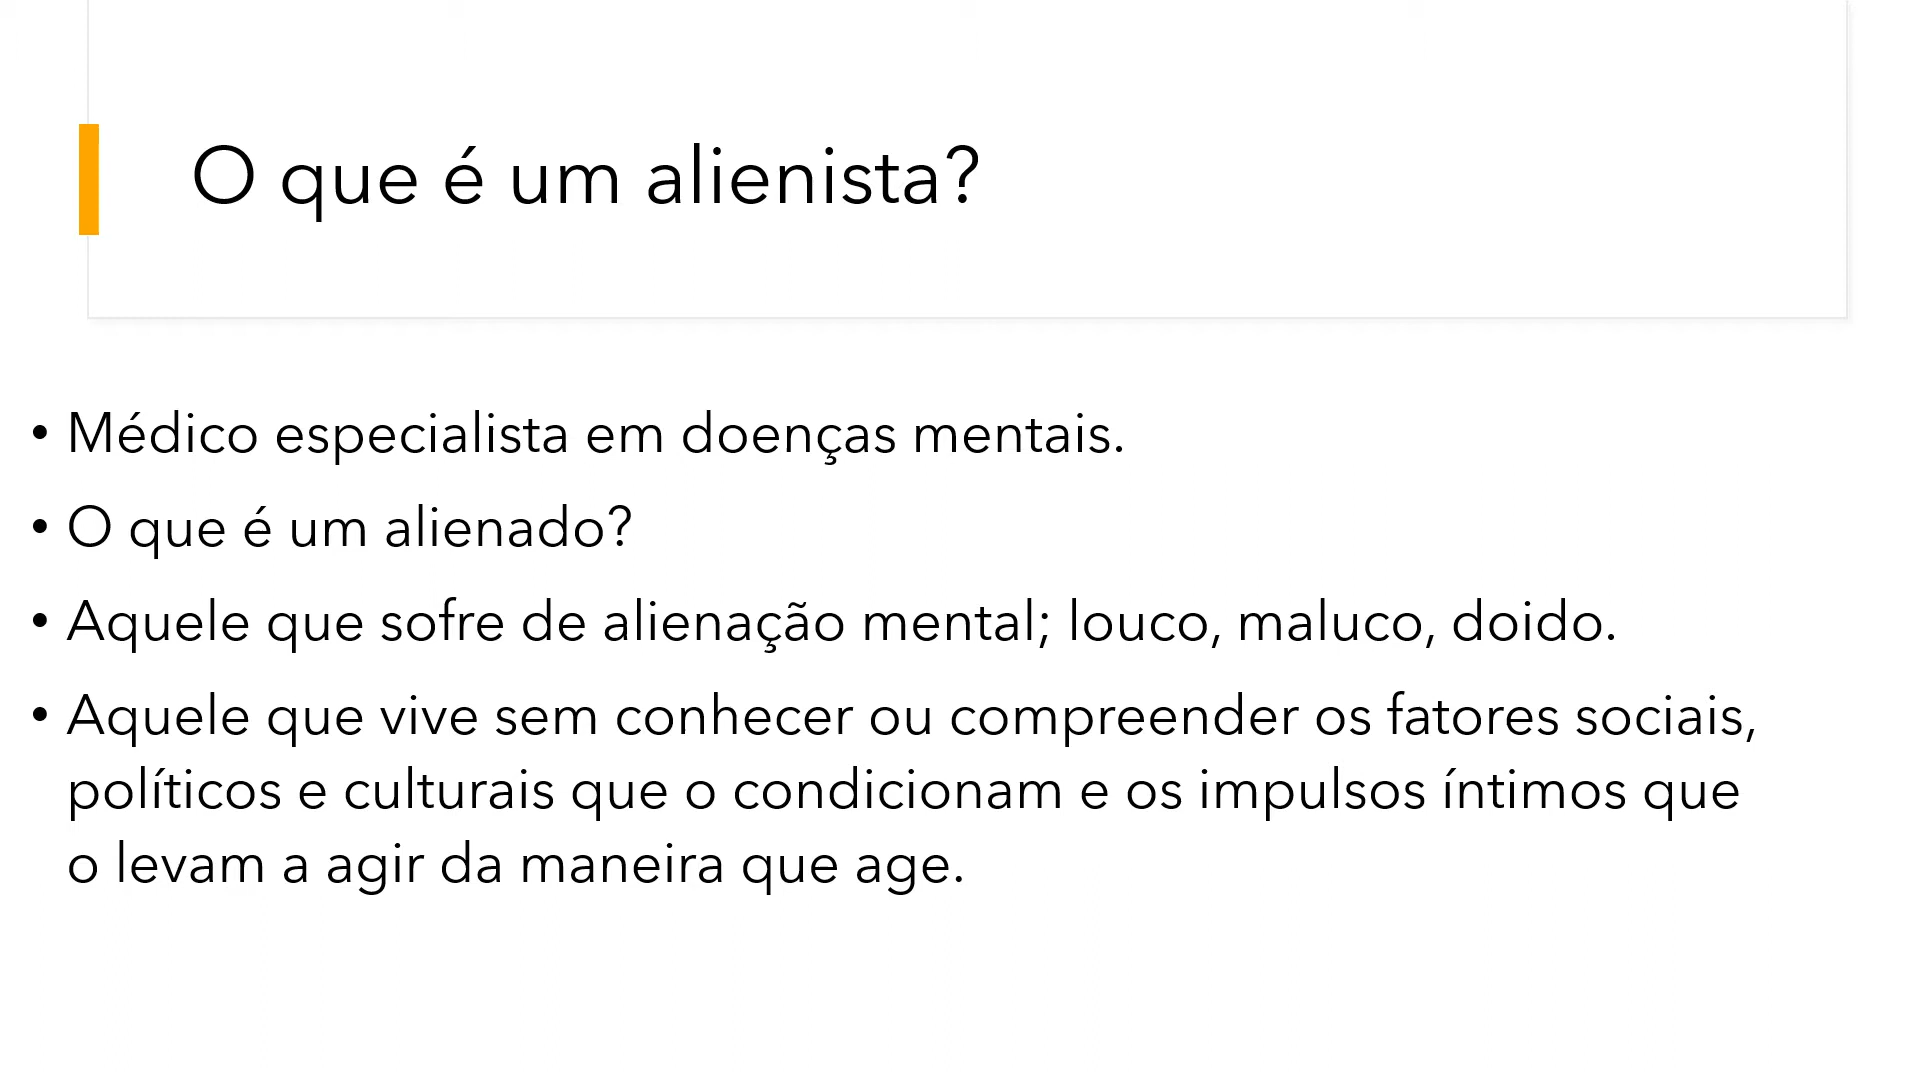 O que é um alienista?
• Médico especialista em doenças mentais.
• O que é um alienado?
• Aquele que sofre de alienação mental; louco, maluco, doido.
• Aquele que vive sem conhecer ou compreender os fatores sociais,
políticos e culturais que o condicionam e os impulsos íntimos que
o levam a agir da maneira que age.